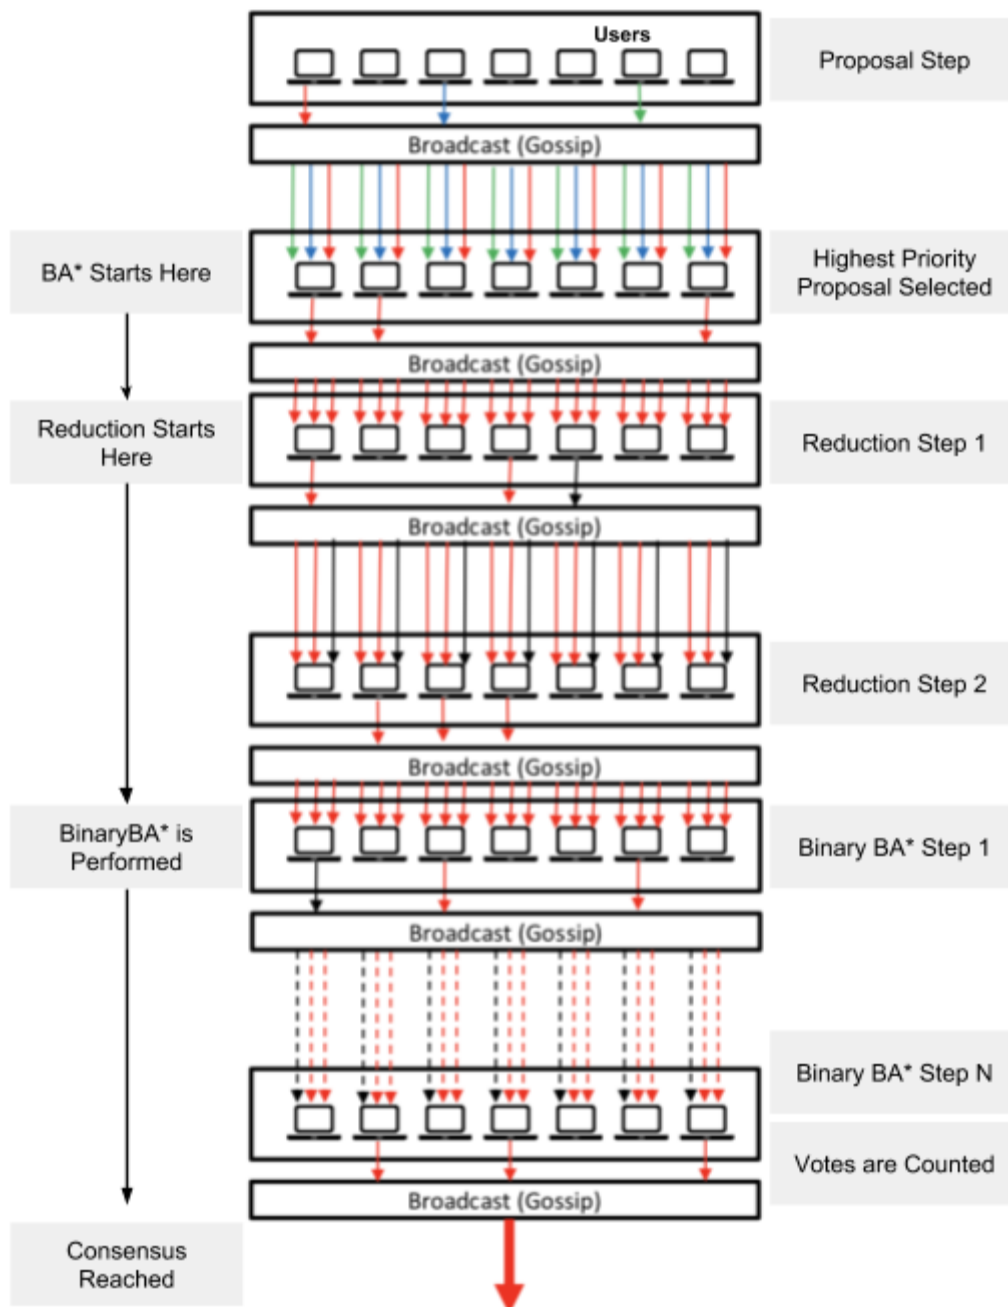 Users
Proposal Step
Broadcast (Gossip)
BA* Starts Here
Highest Priority
Proposal Selected
Broadcast (Gossip)
Reduction Starts
Here
Reduction Step 1
Broadcast (Gossip)
Reduction Step 2
Broadcast (Gossip)
BinaryBA* is
Performed
Binary BA* Step 1
Broadcast (Gossip)
Binary BA* Step N
Votes are Counted
Broadcast (Gossip)
Consensus
Reached